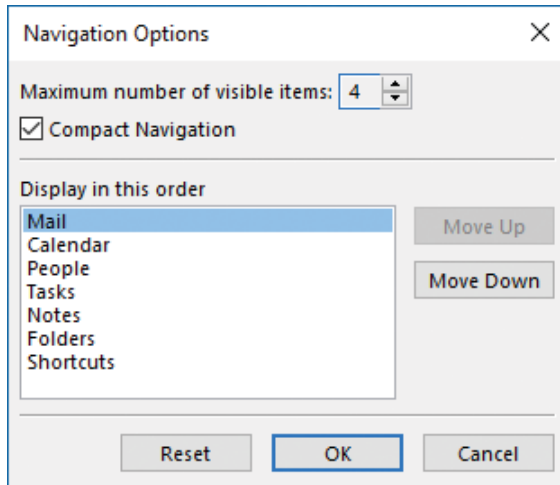 Navigation Options
Maximum number of visible items: 4
Compact Navigation
Display in this order
Mail
Calendar
People
Tasks
Notes
Folders
Shortcuts
Move Up
Move Down
Reset OK Cancel